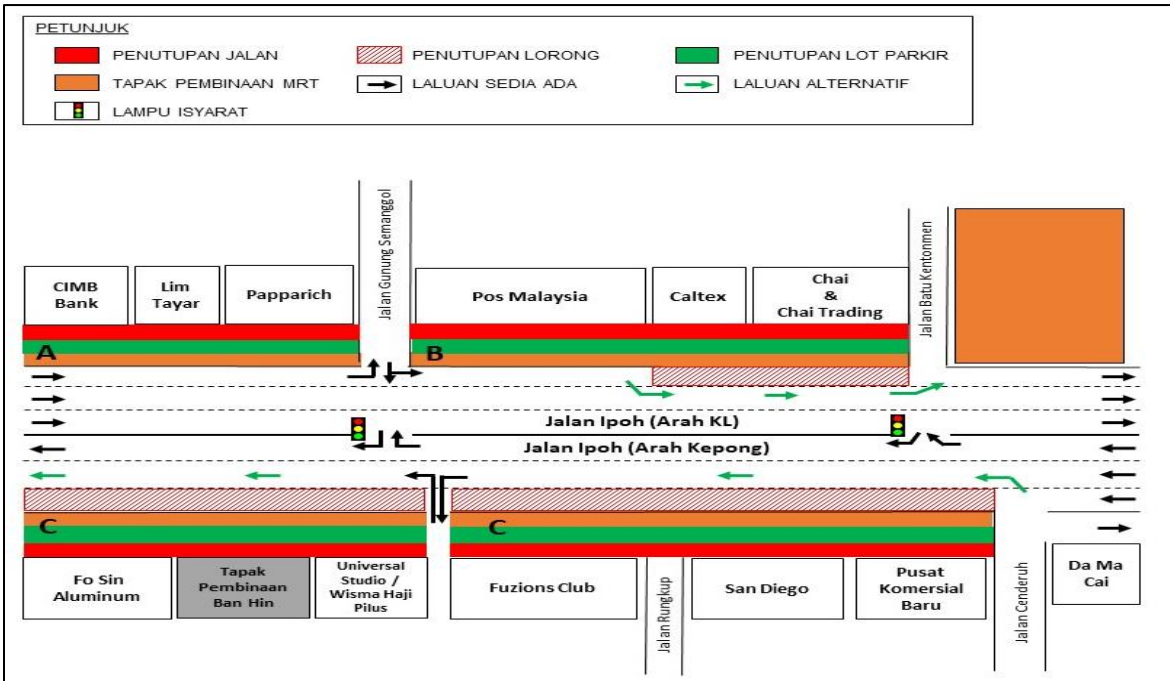 PETUNJUK
PENUTUPAN JALAN
PENUTUPAN LORONG
PENUTUPAN LOT PARKIR
TAPAK PEMBINAAN MRT
LALUAN SEDIA ADA
LALUAN ALTERNATIF
LAMPU ISYARAT
Jalan Gunung Semanggol
Jalan Batu Kentonmen
CIMB
Bank
Lim
Tayar
Papparich
Pos Malaysia
Caltex
Chai
&
Chai Trading
A
B
Jalan Ipoh (Arah KL)
Jalan Ipoh (Arah Kepong)
C
C
Fo Sin
Aluminum
Tapak
Pembinaan
Ban Hin
Universal
Studio /
Wisma Haji
Pilus
Fuzions Club
Jalan Rungkup
San Diego
Pusat
Komersial
Baru
Jalan Cenderuh
Da Ma
Cai